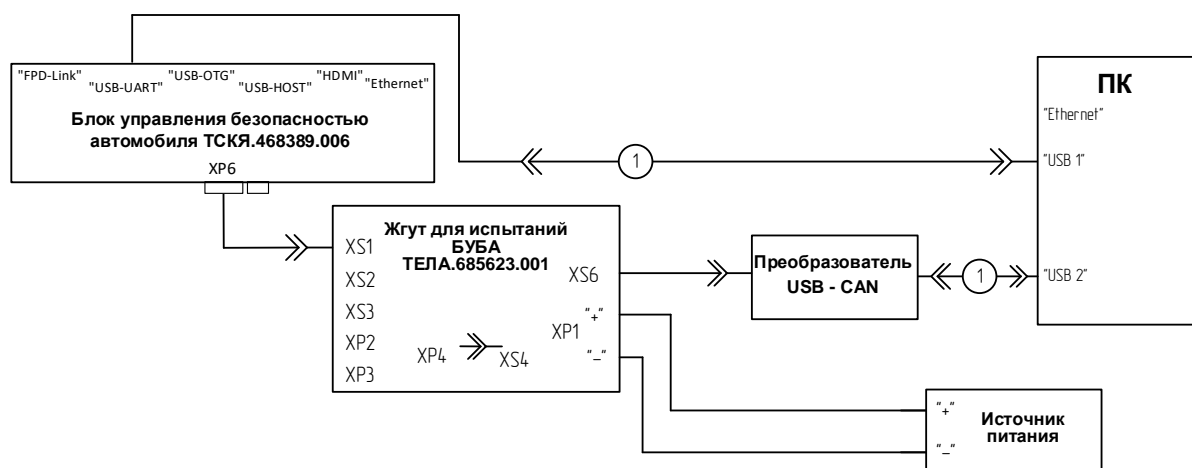 "FPD-Link"
"USB-UART"
"USB-OTG"
"USB-HOST"
"HDMI"
"Ethernet"
Блок управления безопасностью
автомобиля ТСКЯ.468389.006
XP6
1
ПК
"Ethernet"
"USB 1"
"USB 2"
Жгут для испытаний
БУБА
ТЕЛА.685623.001
XS1
XS2
XS3
XP2
XP3
XP4
XS4
XS6
"+"
XP1
"–"
Преобразователь
USB - CAN
1
"+"
"–"
Источник
питания